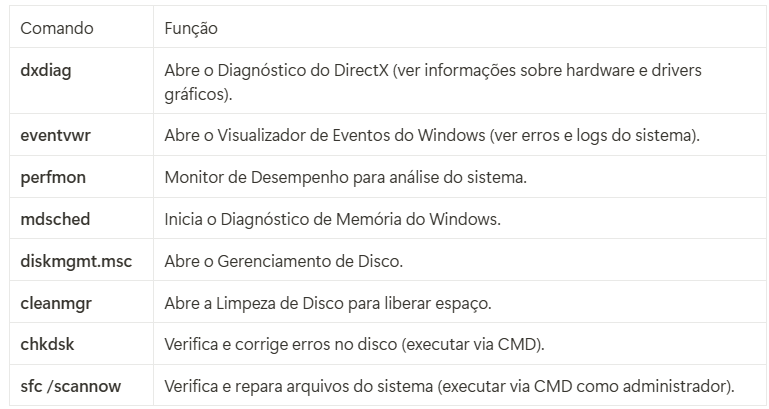 Comando Função
dxdiag Abre o Diagnóstico do DirectX (ver informações sobre hardware e drivers
gráficos).
eventvwr Abre o Visualizador de Eventos do Windows (ver erros e logs do sistema).
perfmon Monitor de Desempenho para análise do sistema.
mdsched Inicia o Diagnóstico de Memória do Windows.
diskmgmt.msc Abre o Gerenciamento de Disco.
cleanmgr Abre a Limpeza de Disco para liberar espaço.
chkdsk Verifica e corrige erros no disco (executar via CMD).
sfc /scannow Verifica e repara arquivos do sistema (executar via CMD como administrador).